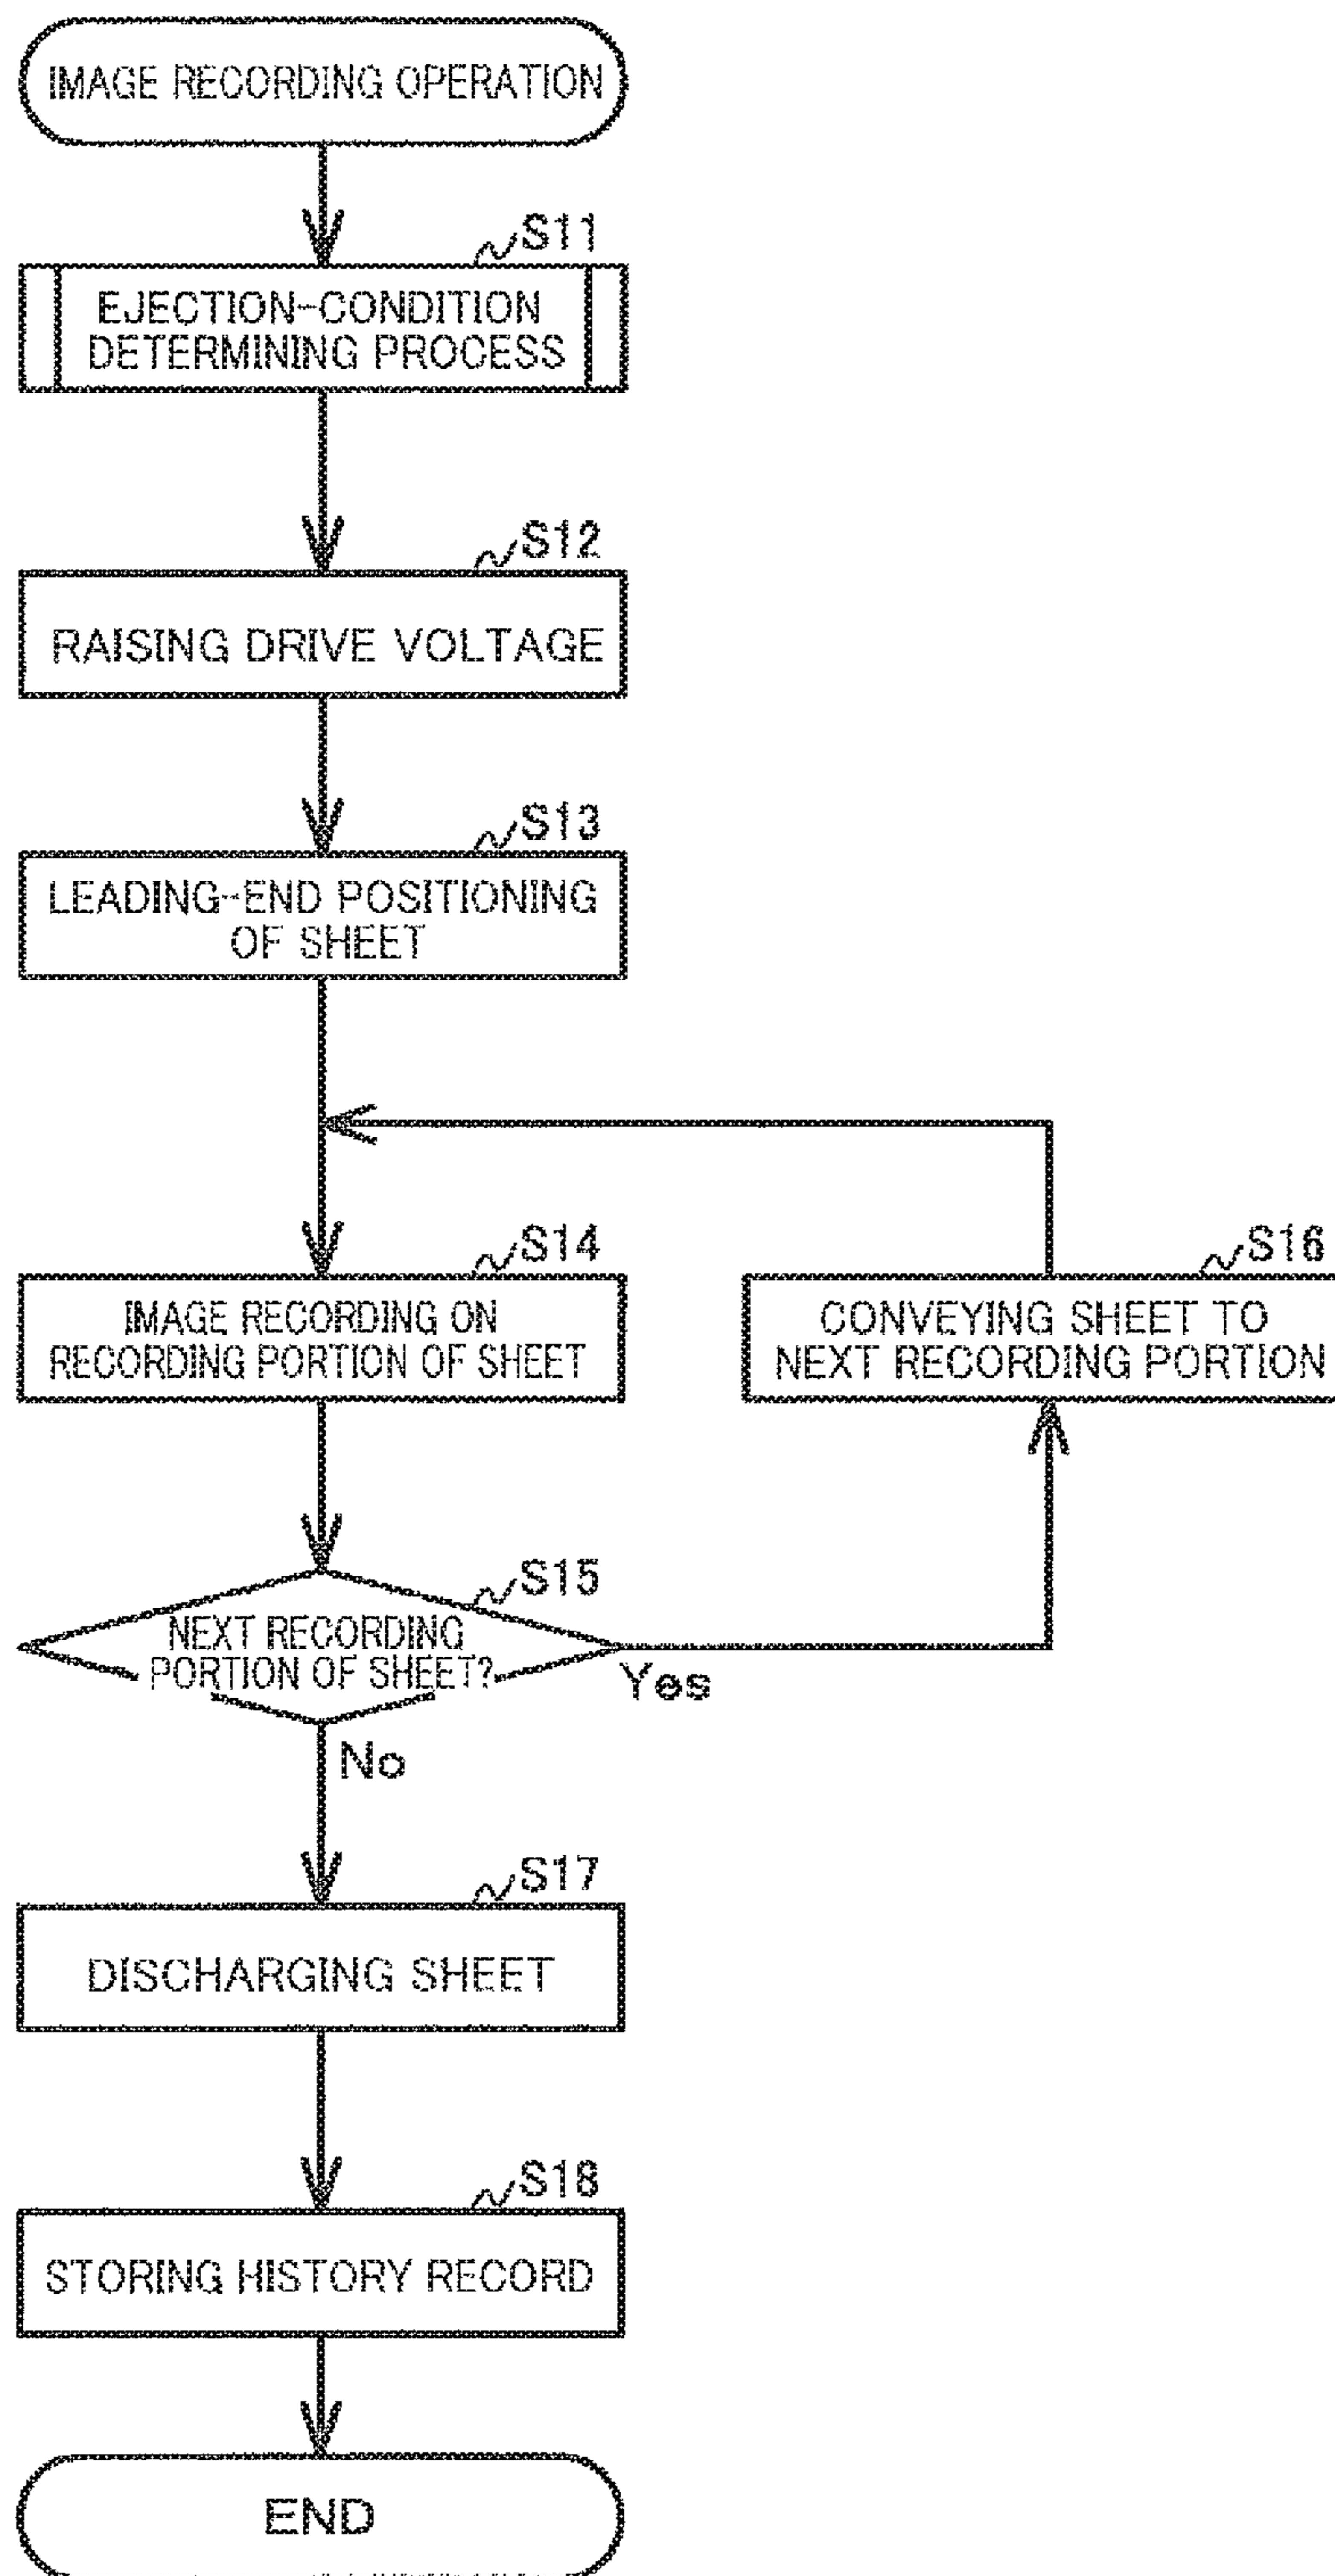 IMAGE RECORDING OPERATION
S11
EJECTION-CONDITION
DETERMINING PROCESS
S12
RAISING DRIVE VOLTAGE
S13
LEADING-END POSITIONING
OF SHEET
S14
IMAGE RECORDING ON
RECORDING PORTION OF SHEET
S16
CONVEYING SHEET TO
NEXT RECORDING PORTION
S15
NEXT RECORDING
PORTION OF SHEET?
Yes
No
S17
DISCHARGING SHEET
S18
STORING HISTORY RECORD
END